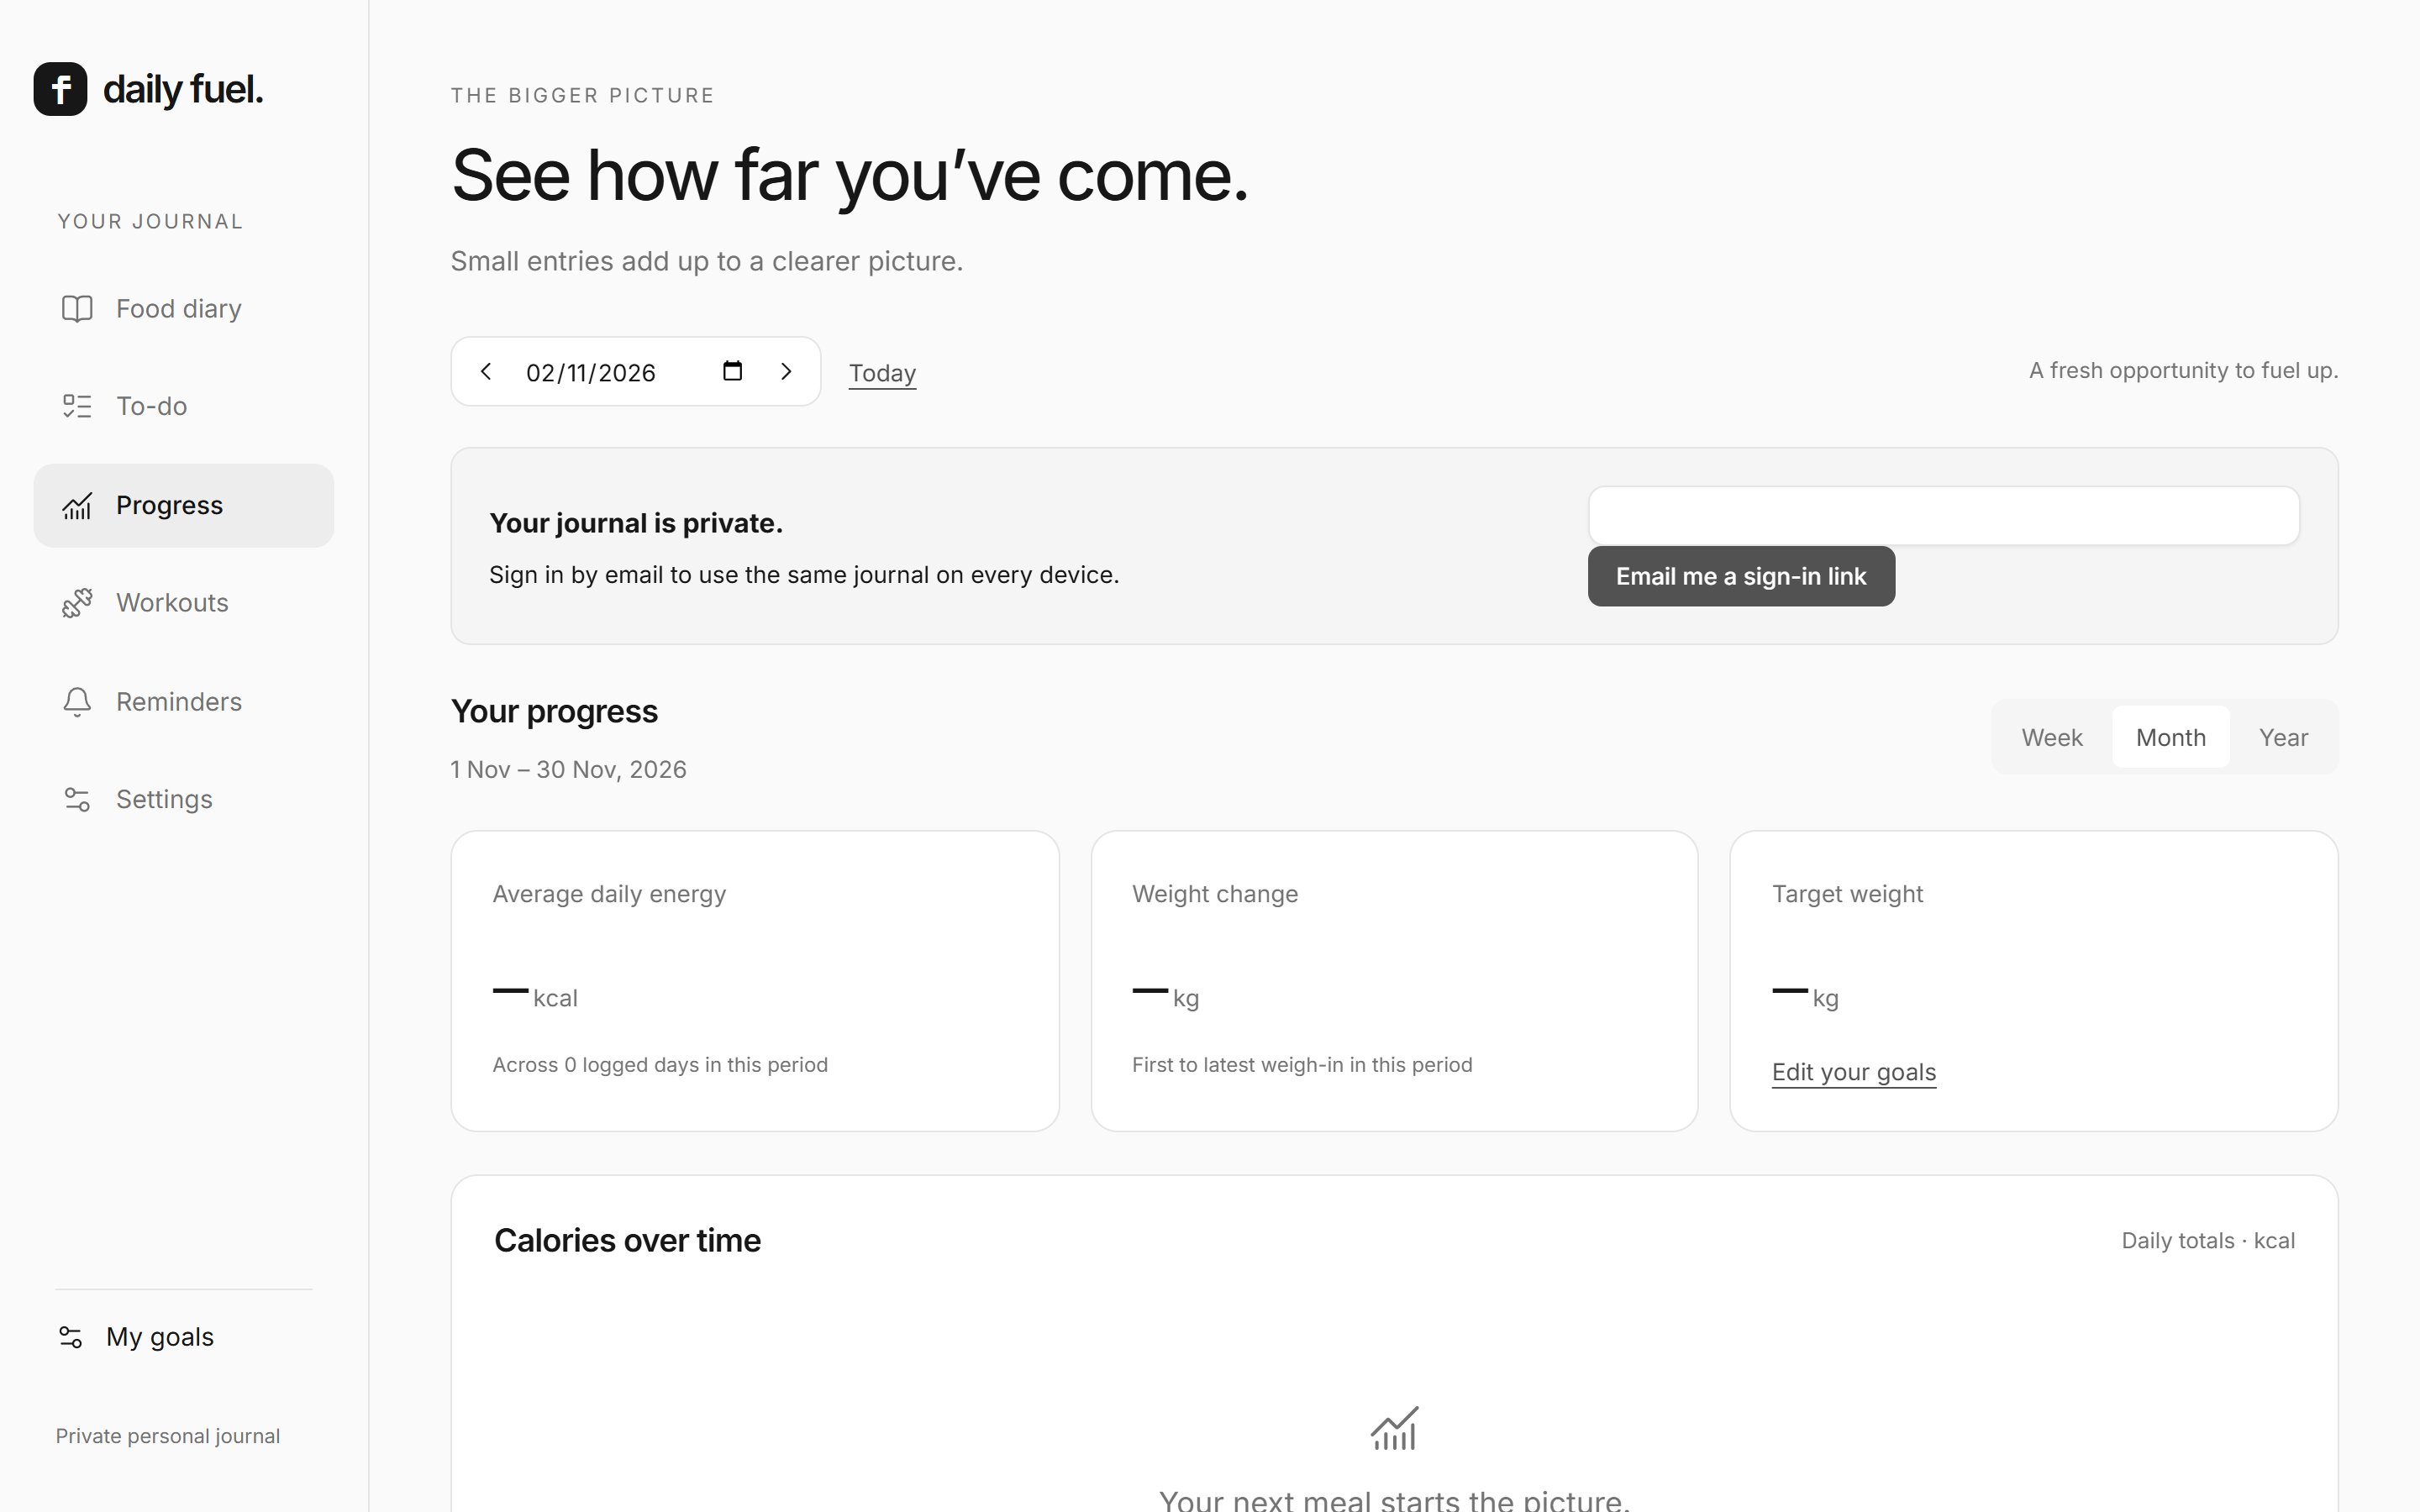 f daily fuel.
YOUR JOURNAL
Food diary
To-do
Progress
Workouts
Reminders
Settings
My goals
Private personal journal
THE BIGGER PICTURE
See how far you’ve come.
Small entries add up to a clearer picture.
02/11/2026
Today
A fresh opportunity to fuel up.
Your journal is private.
Sign in by email to use the same journal on every device.
Email me a sign-in link
Your progress
1 Nov – 30 Nov, 2026
Week Month Year
Average daily energy
— kcal
Across 0 logged days in this period
Weight change
— kg
First to latest weigh-in in this period
Target weight
— kg
Edit your goals
Calories over time
Daily totals · kcal
Your next meal starts the picture.